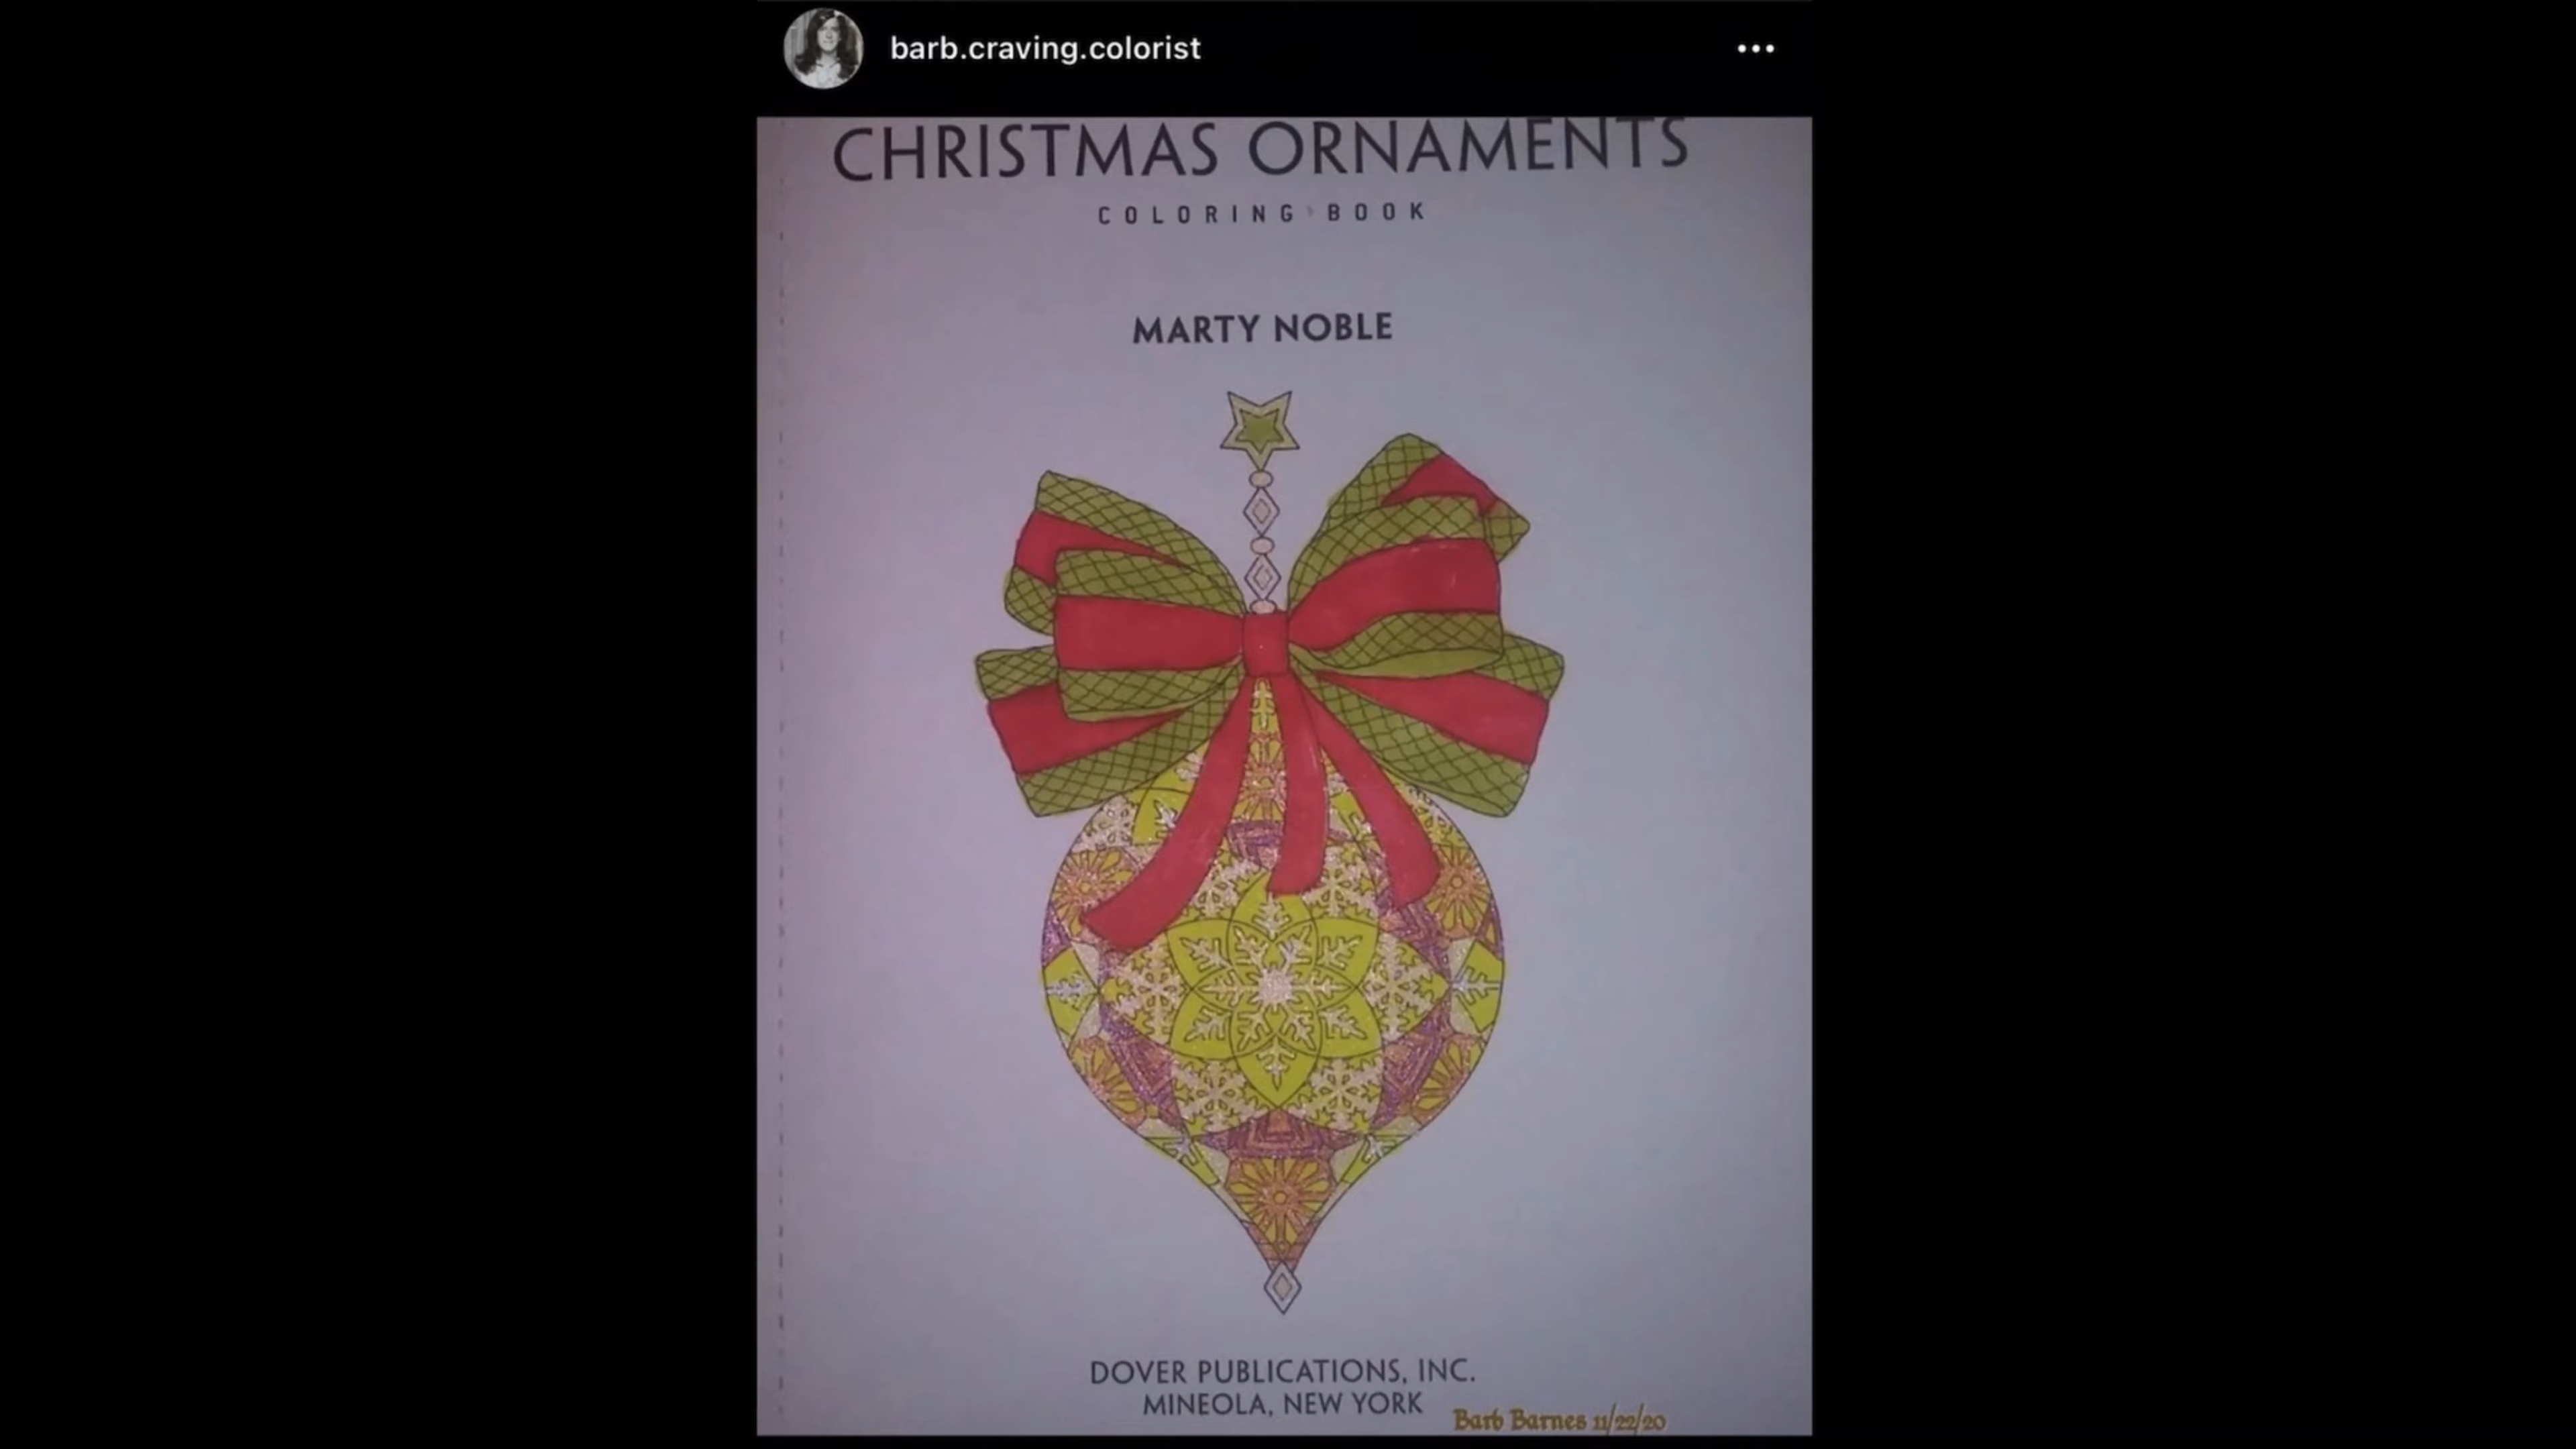 barb.craving.colorist
CHRISTMAS ORNAMENTS
COLORING BOOK
MARTY NOBLE
DOVER PUBLICATIONS, INC.
MINEOLA, NEW YORK
Barb Barnes 11/22/20